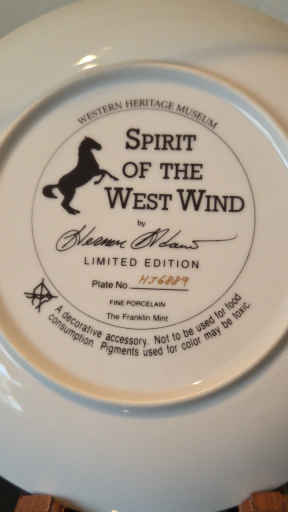 WESTERN HERITAGE MUSEUM
SPIRIT
OF THE
WEST WIND
by
LIMITED EDITION
Plate No. HJ6889
FINE PORCELAIN
The Franklin Mint
A decorative accessory. Not to be used for food
consumption. Pigments used for color may be toxic.